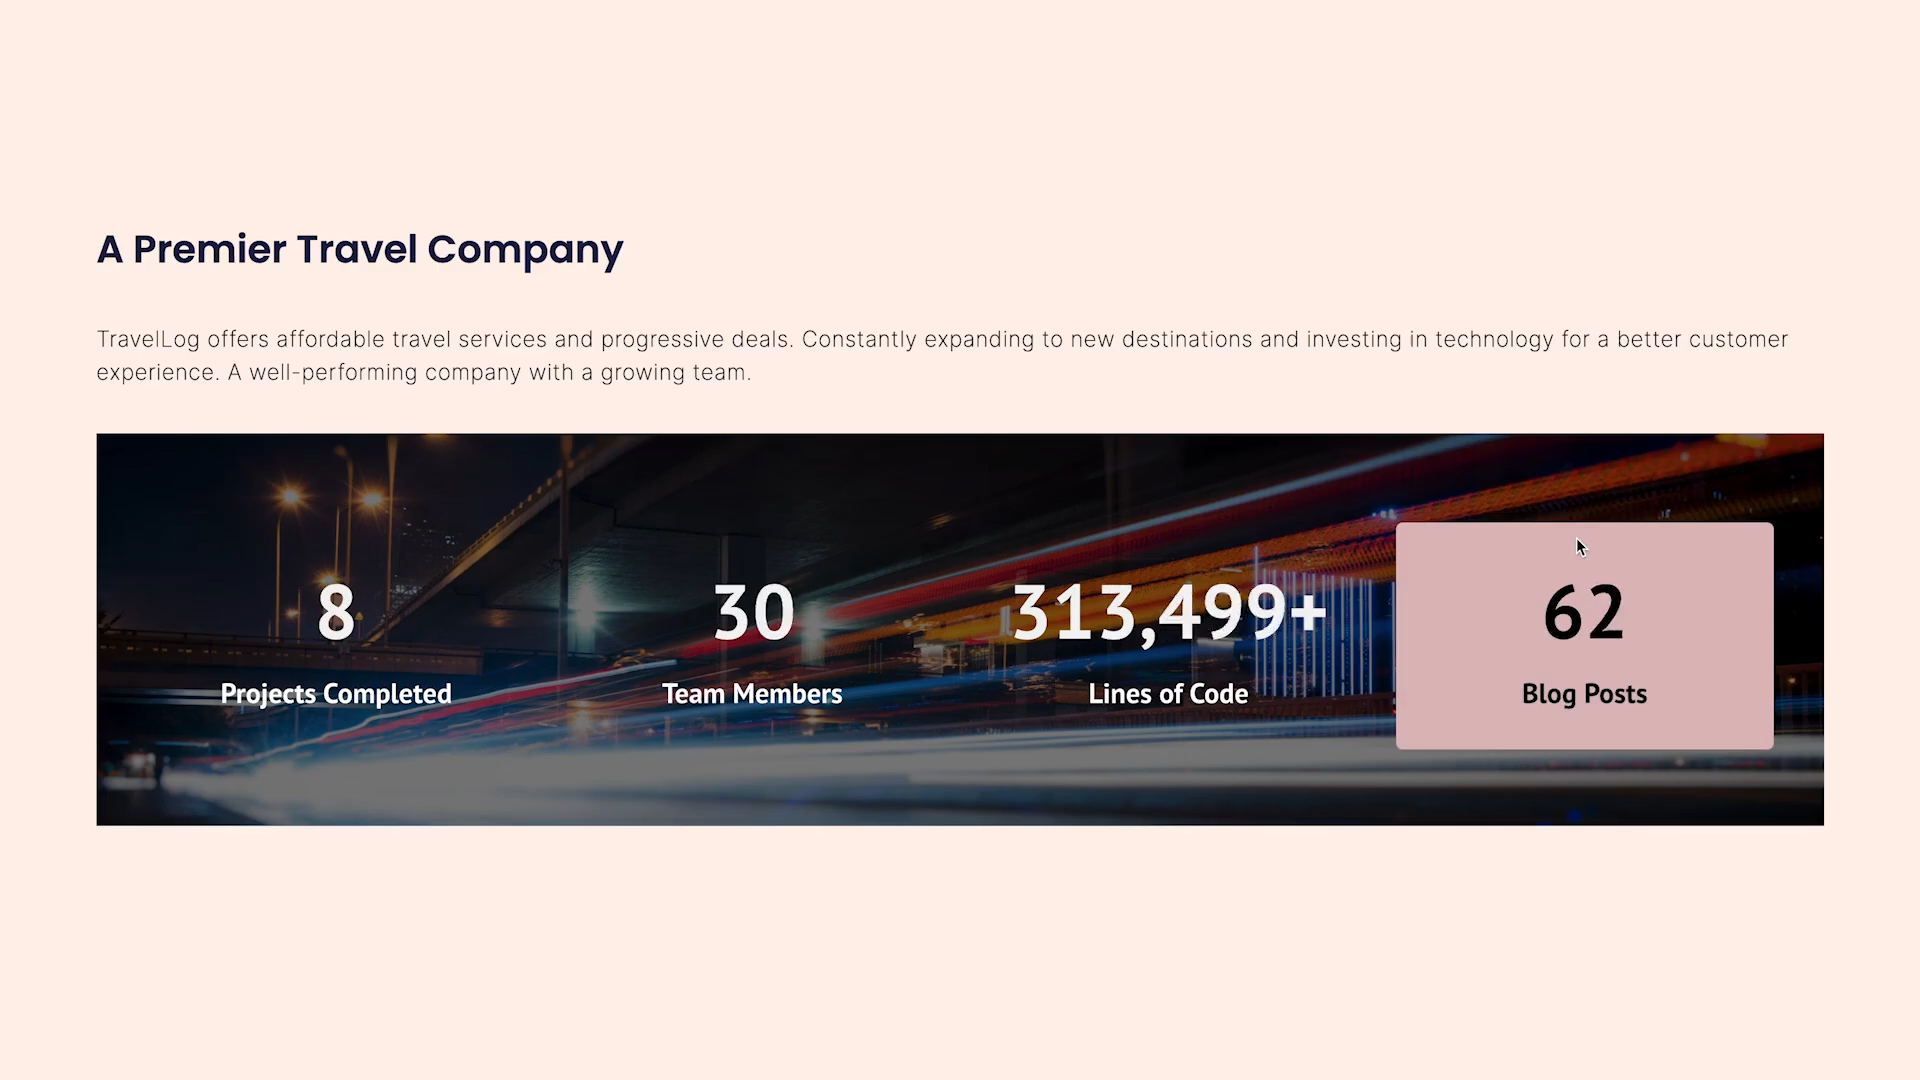 A Premier Travel Company
TravelLog offers affordable travel services and progressive deals. Constantly expanding to new destinations and investing in technology for a better customer
experience. A well-performing company with a growing team.
8
Projects Completed
30
Team Members
313,499+
Lines of Code
62
Blog Posts